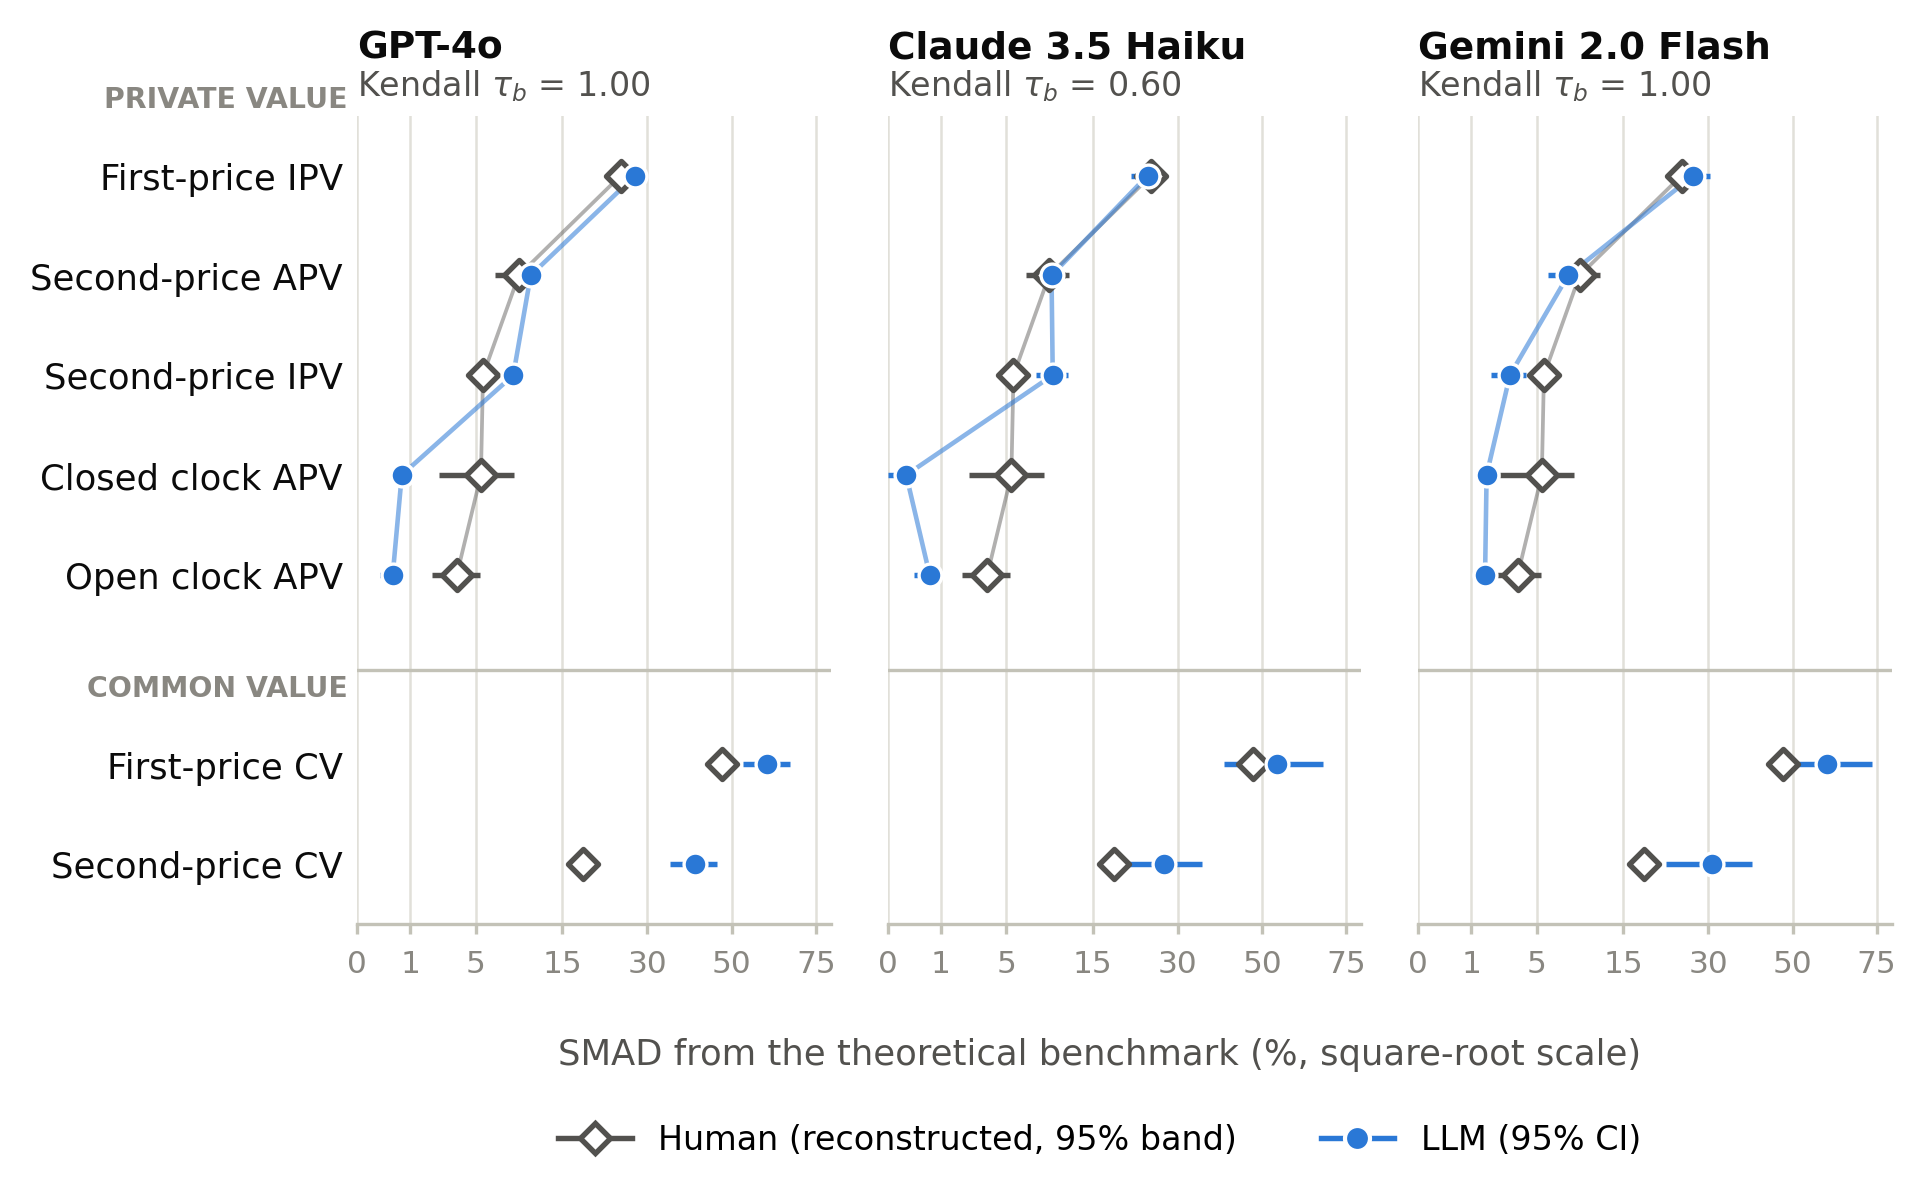 GPT-4o
Kendall τb = 1.00
Claude 3.5 Haiku
Kendall τb = 0.60
Gemini 2.0 Flash
Kendall τb = 1.00
PRIVATE VALUE
First-price IPV
Second-price APV
Second-price IPV
Closed clock APV
Open clock APV
COMMON VALUE
First-price CV
Second-price CV
0 1 5 15 30 50 75
0 1 5 15 30 50 75
0 1 5 15 30 50 75
SMAD from the theoretical benchmark (%, square-root scale)
Human (reconstructed, 95% band)
LLM (95% CI)